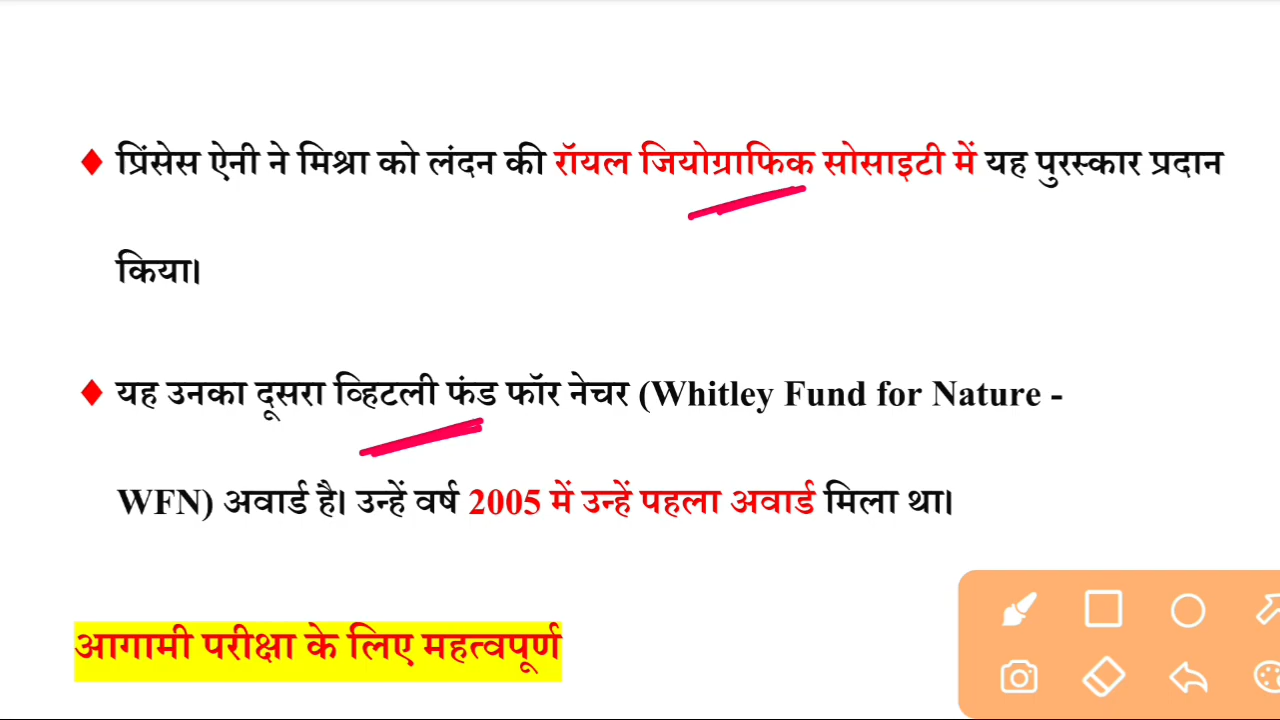 ♦ प्रिंसेस ऐनी ने मिश्रा को लंदन की रॉयल जियोग्राफिक सोसाइटी में यह पुरस्कार प्रदान
किया।
♦ यह उनका दूसरा व्हिटली फंड फॉर नेचर (Whitley Fund for Nature -
WFN) अवार्ड है। उन्हें वर्ष 2005 में उन्हें पहला अवार्ड मिला था।
आगामी परीक्षा के लिए महत्वपूर्ण